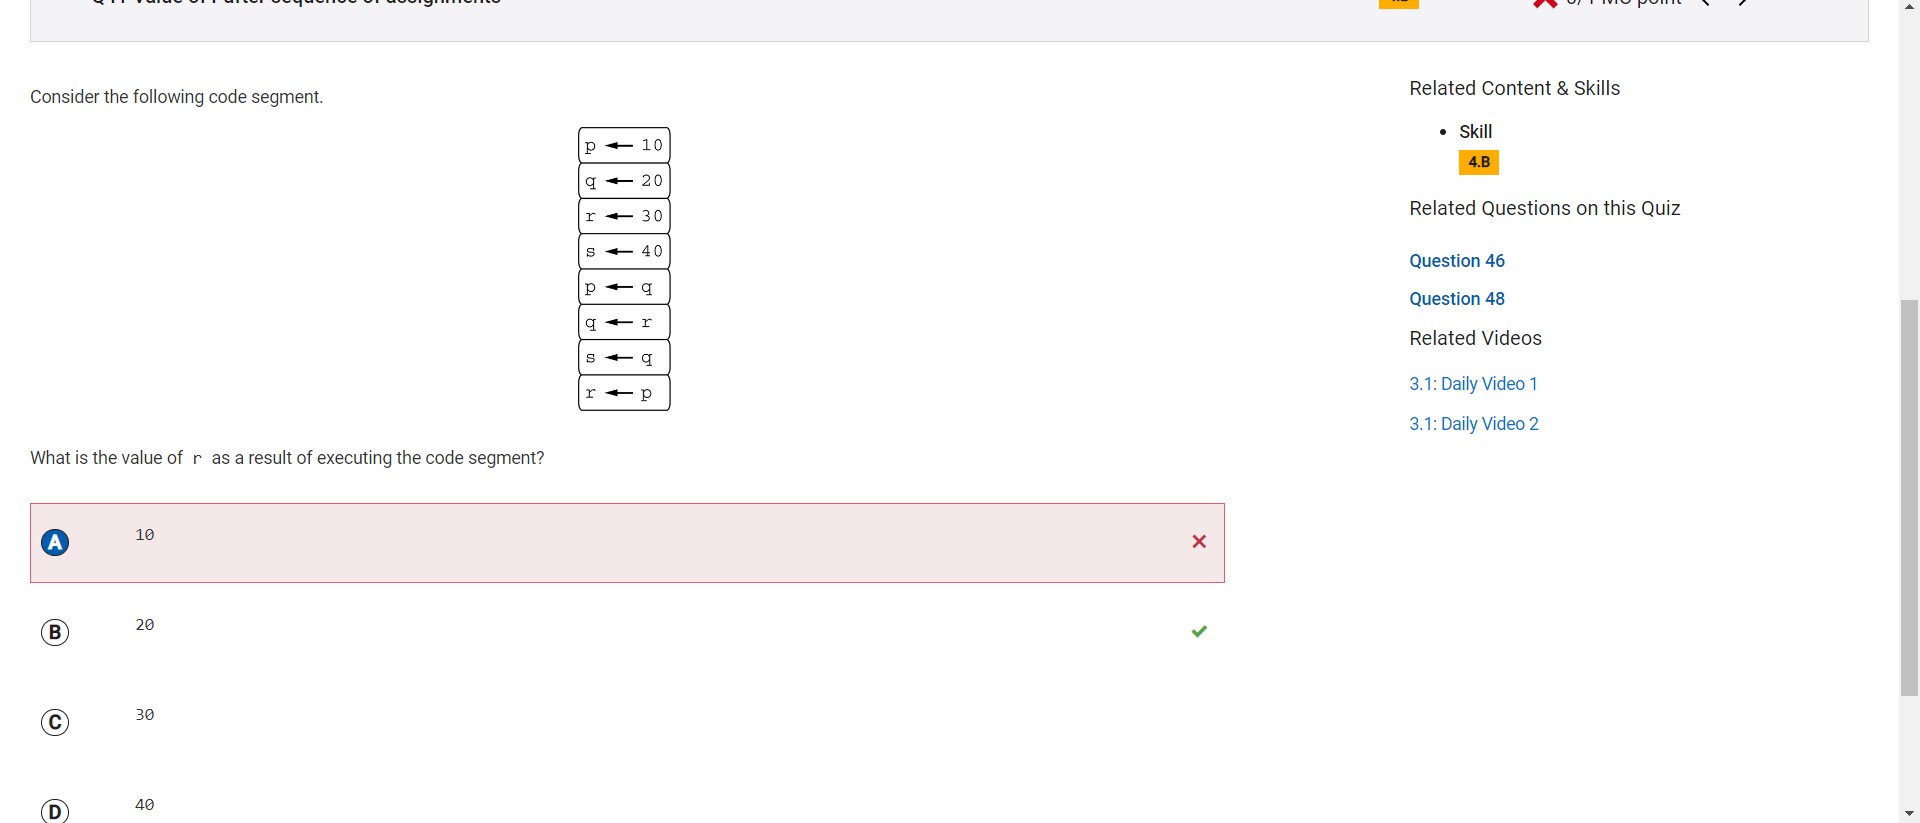 Consider the following code segment.
p ← 10
q ← 20
r ← 30
s ← 40
p ← q
q ← r
s ← q
r ← p
What is the value of r as a result of executing the code segment?
A 10
B 20
C 30
D 40
Related Content & Skills
• Skill
4.B
Related Questions on this Quiz
Question 46
Question 48
Related Videos
3.1: Daily Video 1
3.1: Daily Video 2